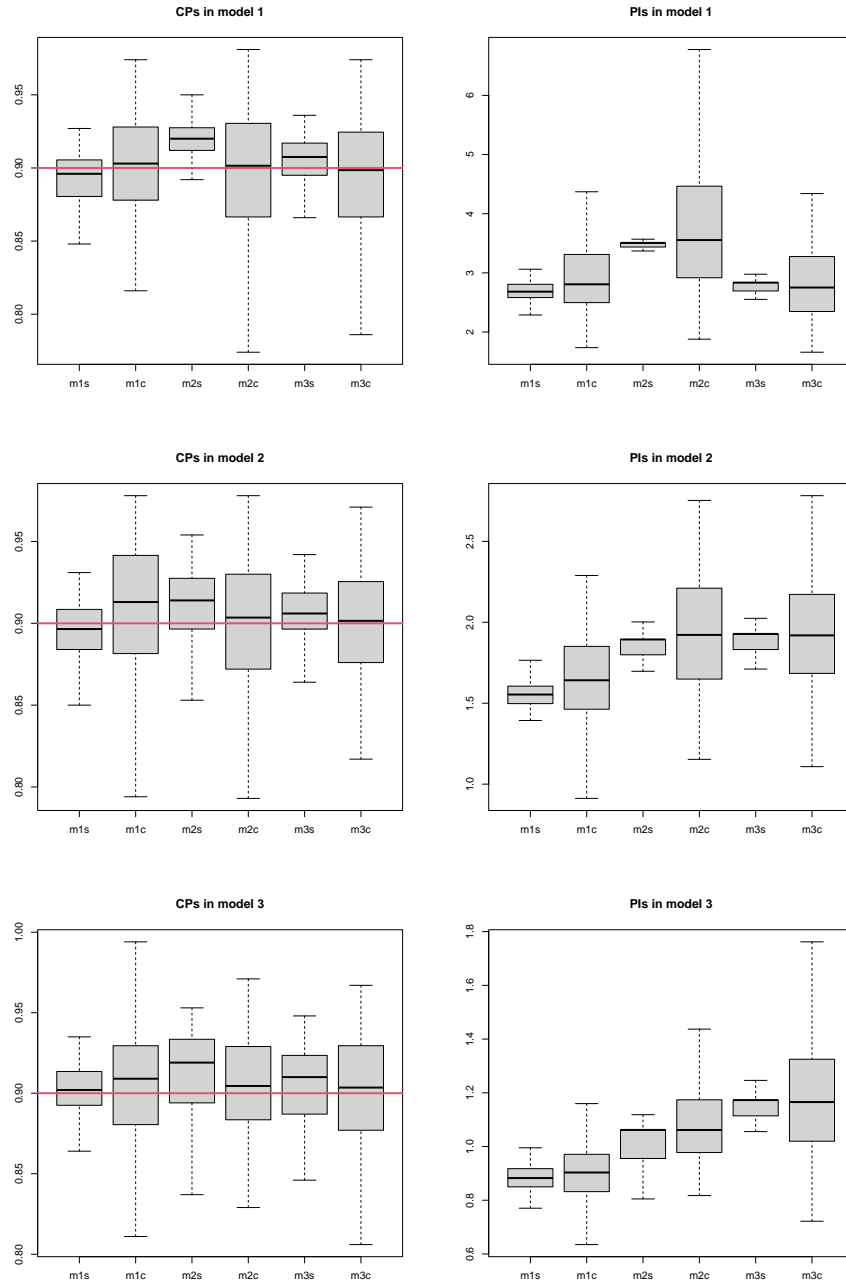 CPs in model 1
0.95
0.90
0.85
0.80
m1s m1c m2s m2c m3s m3c
PIs in model 1
6
5
4
3
2
m1s m1c m2s m2c m3s m3c
CPs in model 2
0.95
0.90
0.85
0.80
m1s m1c m2s m2c m3s m3c
PIs in model 2
2.5
2.0
1.5
1.0
m1s m1c m2s m2c m3s m3c
CPs in model 3
1.00
0.95
0.90
0.85
0.80
m1s m1c m2s m2c m3s m3c
PIs in model 3
1.8
1.6
1.4
1.2
1.0
0.8
0.6
m1s m1c m2s m2c m3s m3c